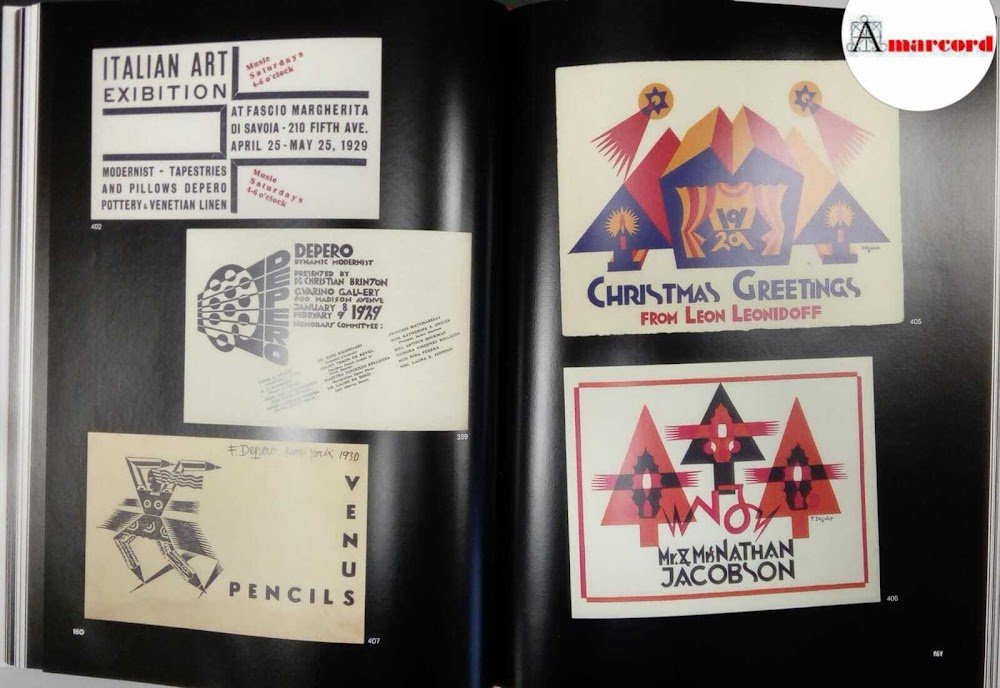 Amarcord
ITALIAN ART
EXIBITION
Music
Saturdays
4-6 o'clock
AT FASCIO MARGHERITA
DI SAVOIA - 210 FIFTH AVE.
APRIL 25 - MAY 25, 1929
MODERNIST - TAPESTRIES
AND PILLOWS DEPERO
POTTERY & VENETIAN LINEN
Music
Saturdays
4-6 o'clock
402
DEPERO
DEPERO
DYNAMIC MODERNIST
PRESENTED BY
DR CHRISTIAN BRINTON
GUARINO GALLERY
600 MADISON AVENUE
JANUARY 8
FEBRUARY 9 1929
HONORARY COMMITTEE:
399
F. Depero New York 1930
VENUS
PENCILS
150
407
1929
CHRISTMAS GREETINGS
FROM LEON LEONIDOFF
405
F. Depero
Mr. & Mrs NATHAN
JACOBSON
406
151